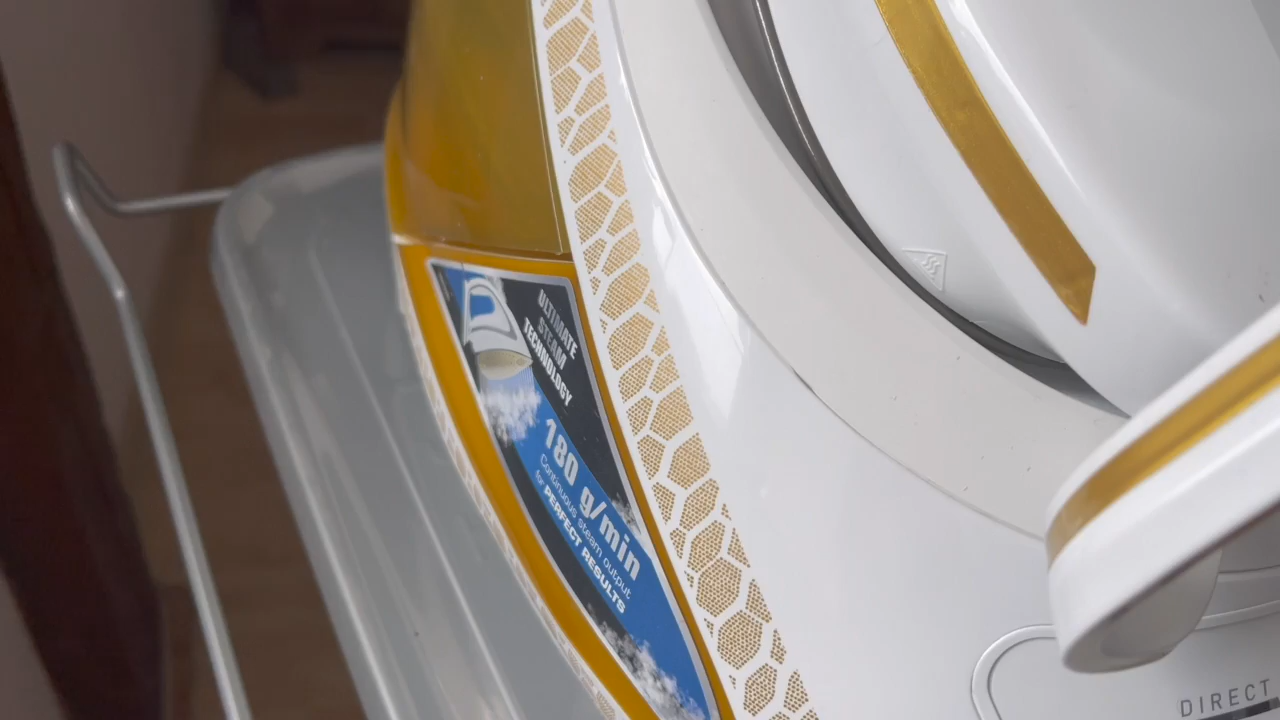 ULTIMATE
STEAM
TECHNOLOGY
180 g/min
Continuous steam output
for PERFECT RESULTS
DIRECT